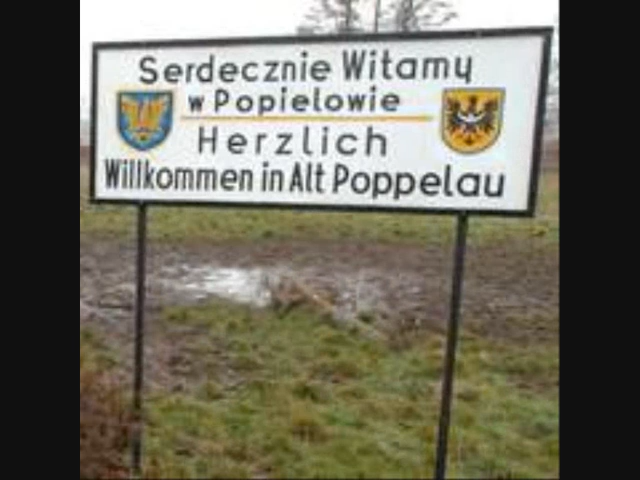 Serdecznie Witamy
w Popielowie
Herzlich
Willkommen in Alt Poppelau